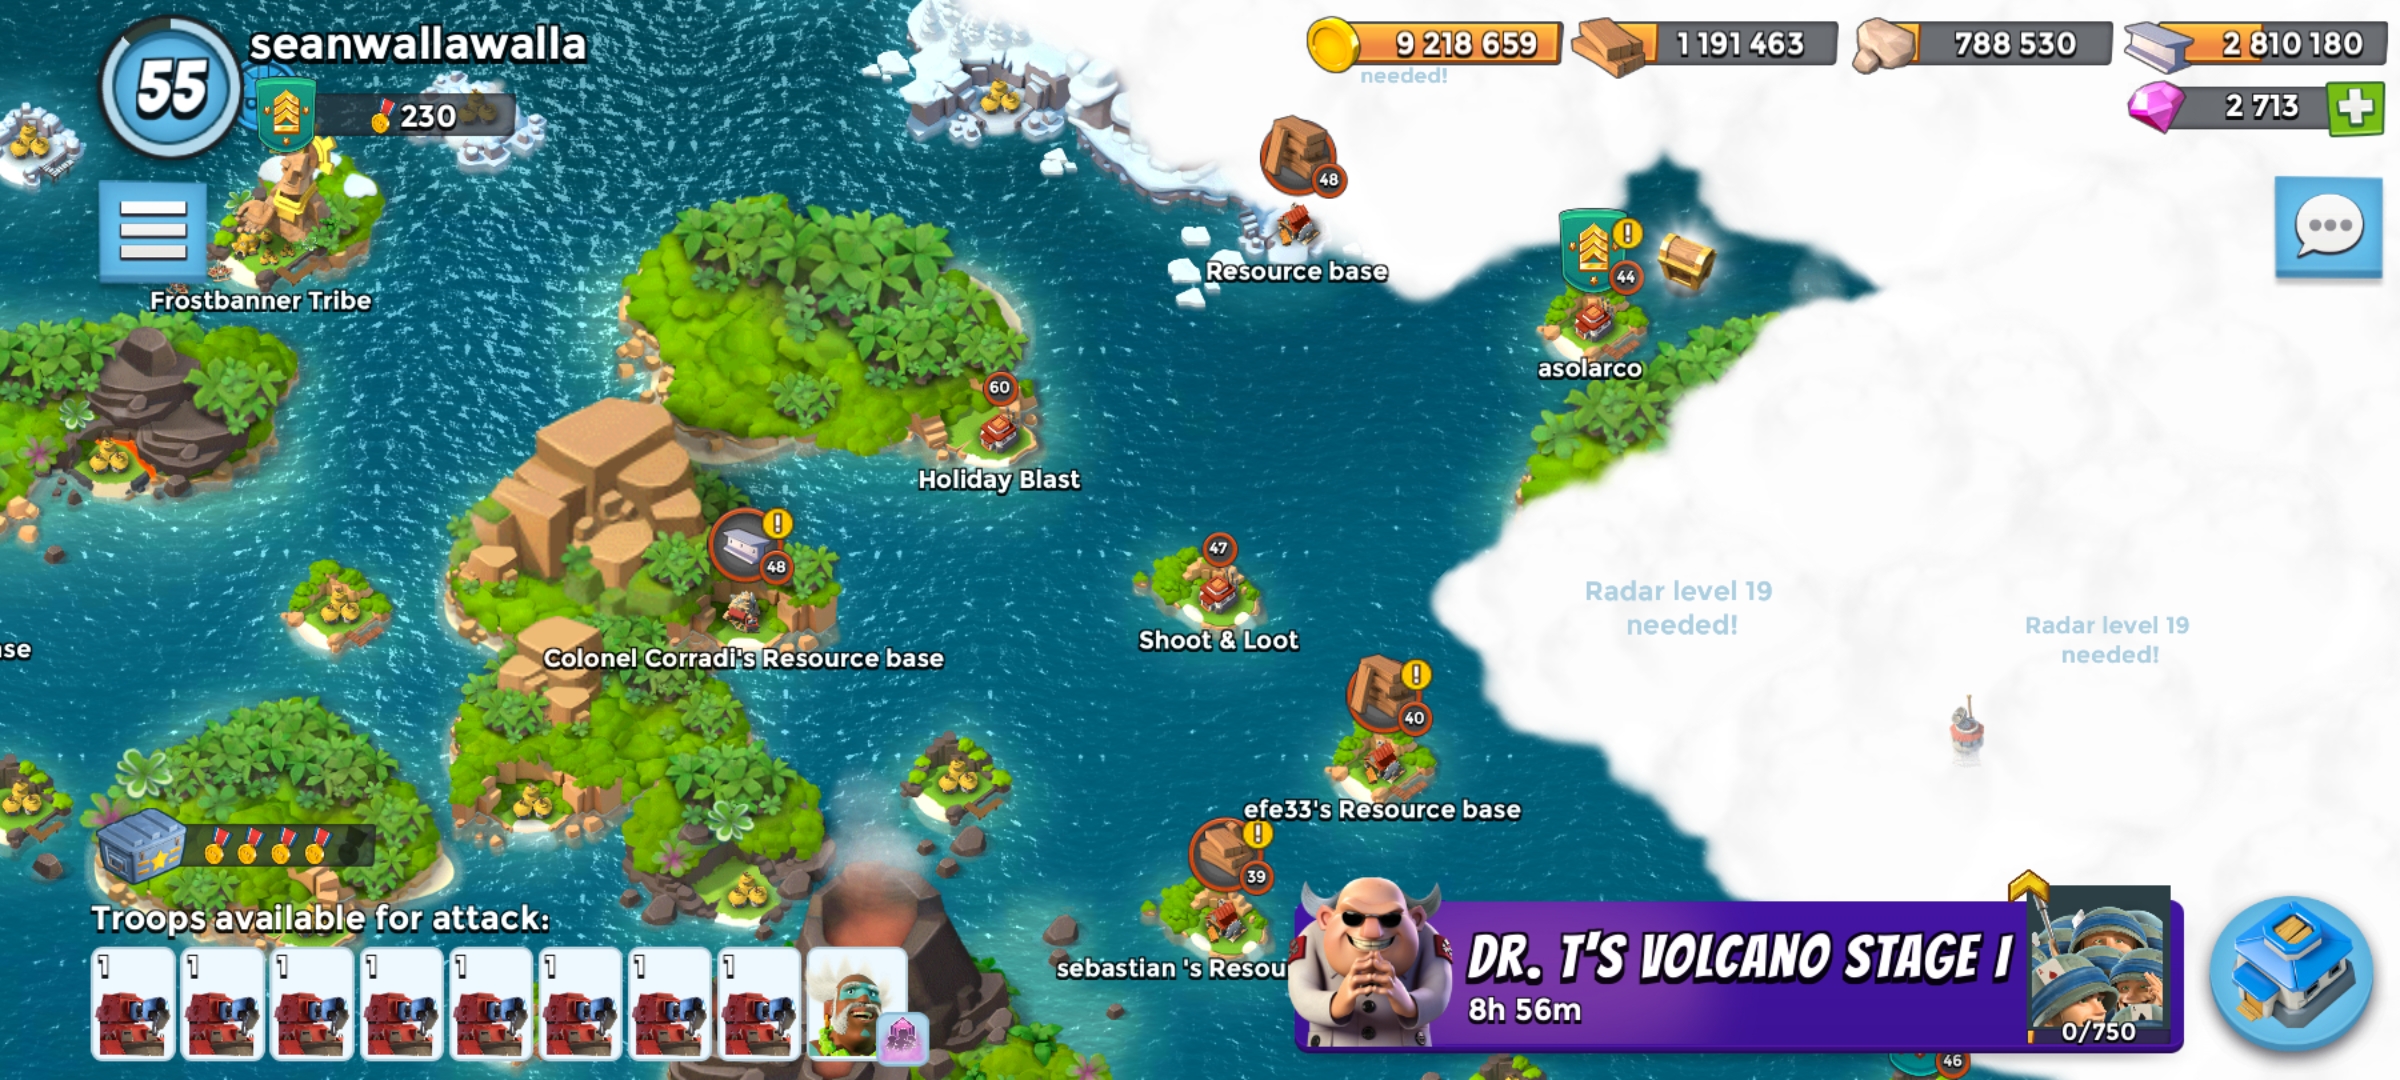 55
seanwallawalla
230
9 218 659
1 191 463
788 530
2 810 180
needed!
2 713
48
Resource base
44
asolarco
Frostbanner Tribe
60
Holiday Blast
48
Colonel Corradi's Resource base
47
Shoot & Loot
Radar level 19
needed!
Radar level 19
needed!
se
40
efe33's Resource base
39
sebastian 's Resou
Troops available for attack:
1
1
1
1
1
1
1
1
DR. T'S VOLCANO STAGE I
8h 56m
0/750
46